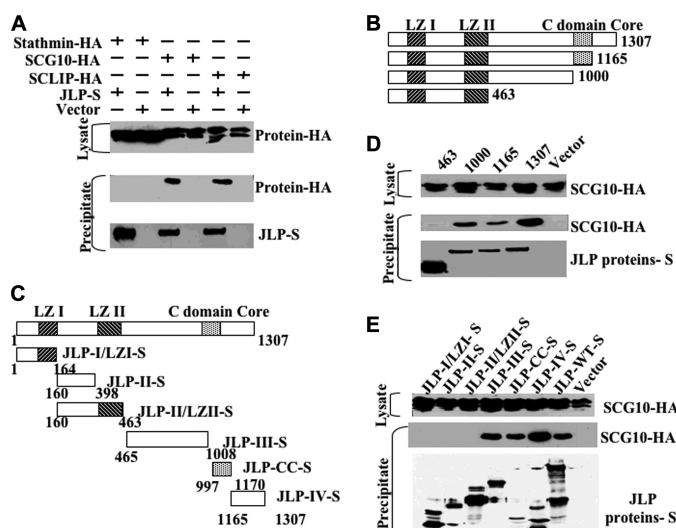 A
Stathmin-HA + + − − − −
SCG10-HA − − + + − −
SCLIP-HA − − − − + +
JLP-S + − + − + −
Vector − + − + − +
Lysate
Protein-HA
Precipitate
Protein-HA
JLP-S
B
LZ I LZ II C domain Core
1307
1165
1000
463
C
LZ I LZ II C domain Core
1 1307
JLP-I/LZI-S
1 164
JLP-II-S
160 398
JLP-II/LZII-S
160 463
JLP-III-S
465 1008
JLP-CC-S
997 1170
JLP-IV-S
1165 1307
D
463 1000 1165 1307 Vector
Lysate
SCG10-HA
Precipitate
SCG10-HA
JLP proteins- S
E
JLP-I/LZI-S
JLP-II-S
JLP-II/LZII-S
JLP-III-S
JLP-CC-S
JLP-IV-S
JLP-WT-S
Vector
Lysate
SCG10-HA
Precipitate
SCG10-HA
JLP
proteins- S